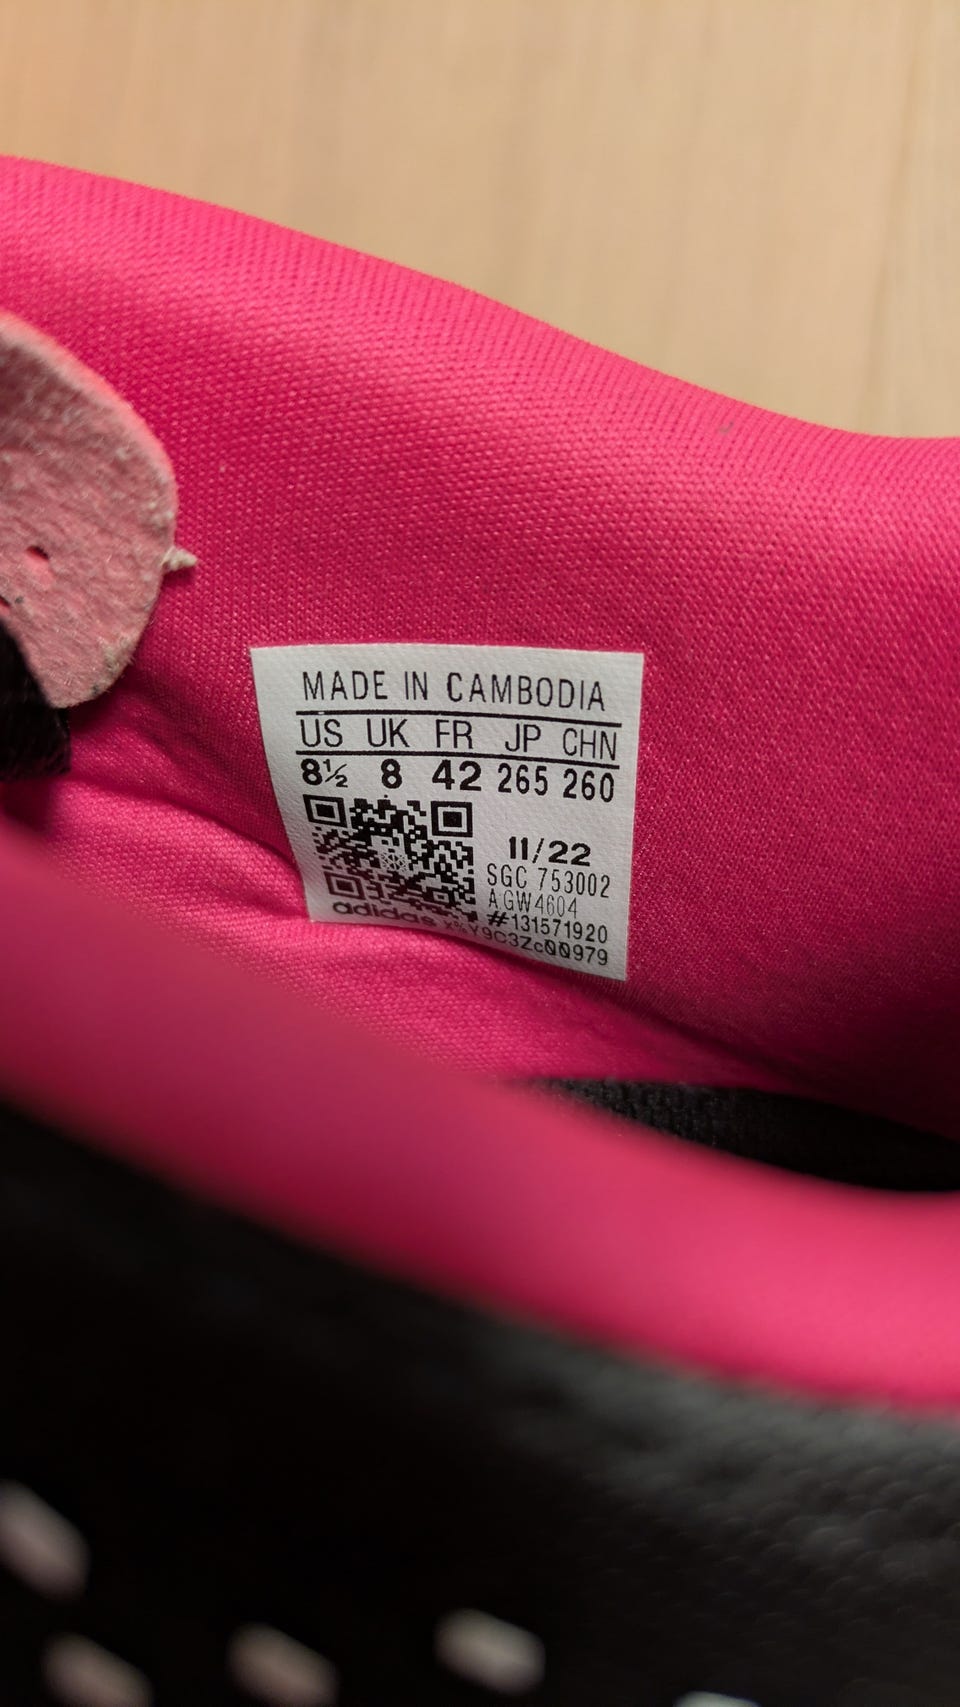 MADE IN CAMBODIA
US UK FR JP CHN
8½ 8 42 265 260
11/22
SGC 753002
AGW4604
#131571920
adidas X%Y9C3ZcQQ979